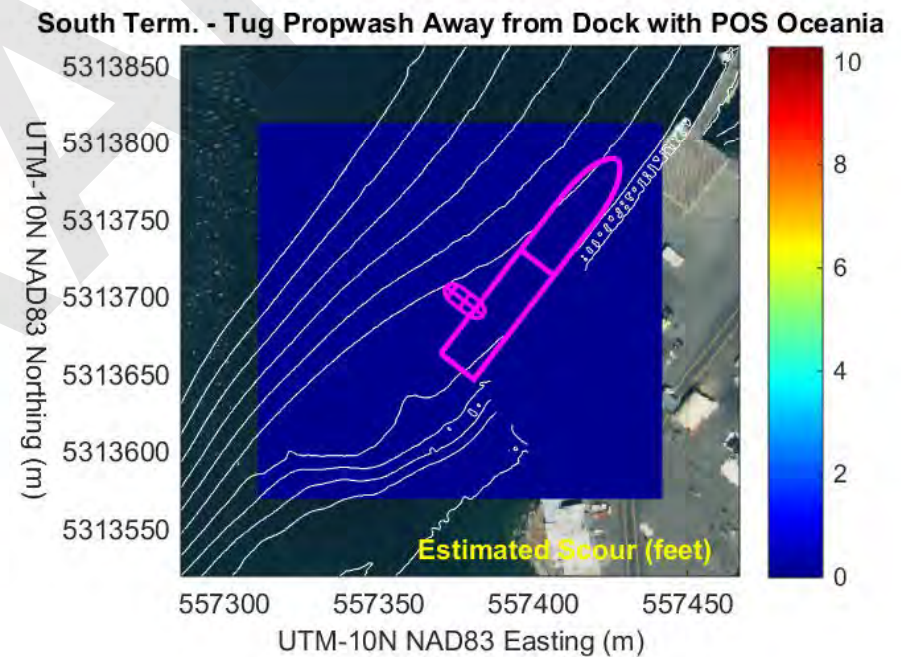 South Term. - Tug Propwash Away from Dock with POS Oceania
UTM-10N NAD83 Northing (m)
5313850
5313800
5313750
5313700
5313650
5313600
5313550
10
8
6
4
2
0
Estimated Scour (feet)
557300 557350 557400 557450
UTM-10N NAD83 Easting (m)